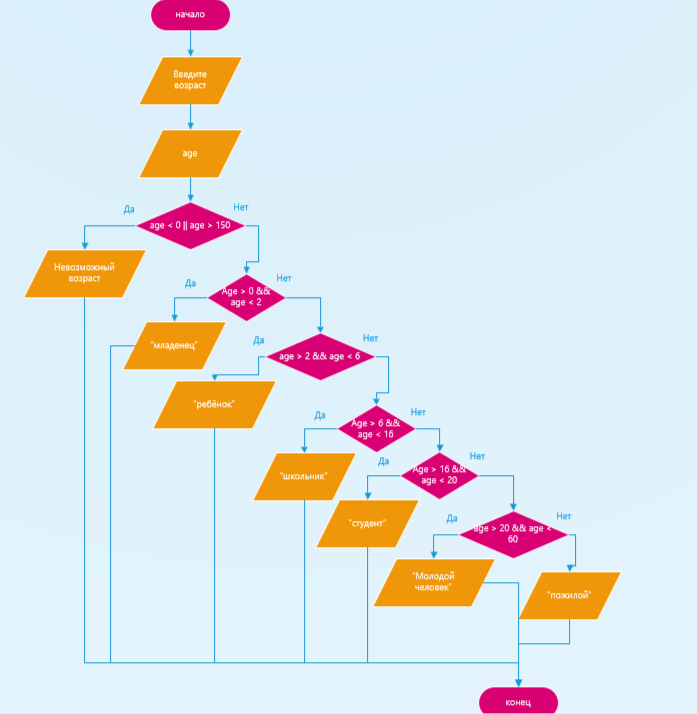 начало
Введите
возраст
age
Да
Нет
age < 0 || age > 150
Невозможный
возраст
Да
Нет
Age > 0 &&
age < 2
"младенец"
Да
Нет
age > 2 && age < 6
"ребёнок"
Да
Нет
Age > 6 &&
age < 16
"школьник"
Да
Нет
Age > 16 &&
age < 20
"студент"
Да
Нет
age > 20 && age <
60
"Молодой
человек"
"пожилой"
конец